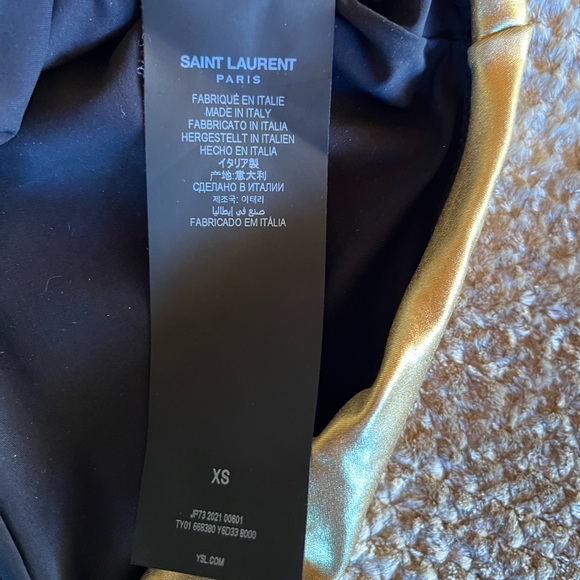 SAINT LAURENT
PARIS
FABRIQUÉ EN ITALIE
MADE IN ITALY
FABBRICATO IN ITALIA
HERGESTELLT IN ITALIEN
HECHO EN ITALIA
イタリア製
产地:意大利
СДЕЛАНО В ИТАЛИИ
제조국: 이태리
صنع في إيطاليا
FABRICADO EM ITÁLIA
XS
JP73 2021 00601
TY01 668380 Y6D33 8000
YSL.COM